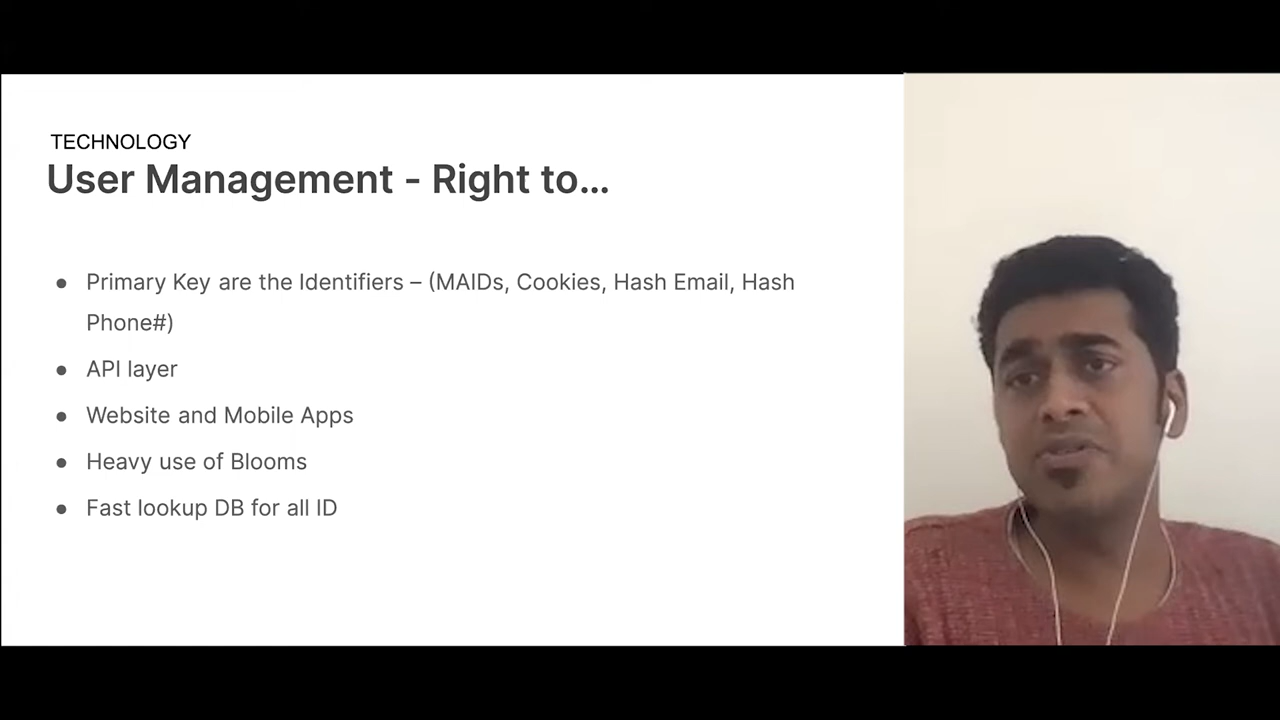 TECHNOLOGY
User Management - Right to...
● Primary Key are the Identifiers – (MAIDs, Cookies, Hash Email, Hash
Phone#)
● API layer
● Website and Mobile Apps
● Heavy use of Blooms
● Fast lookup DB for all ID